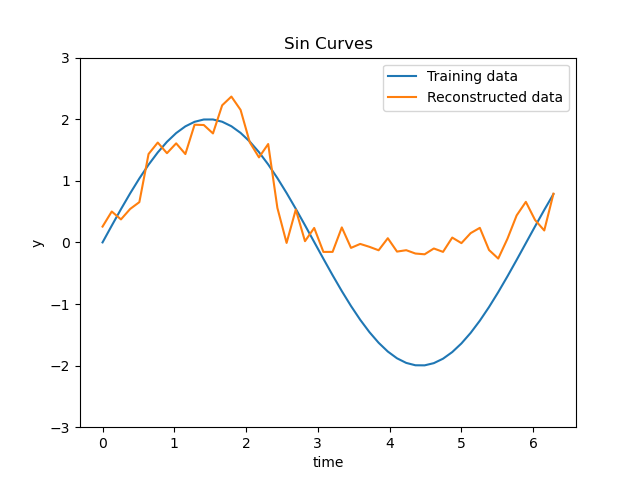 Sin Curves
Training data
Reconstructed data
3
2
1
0
−1
−2
−3
y
0
1
2
3
4
5
6
time